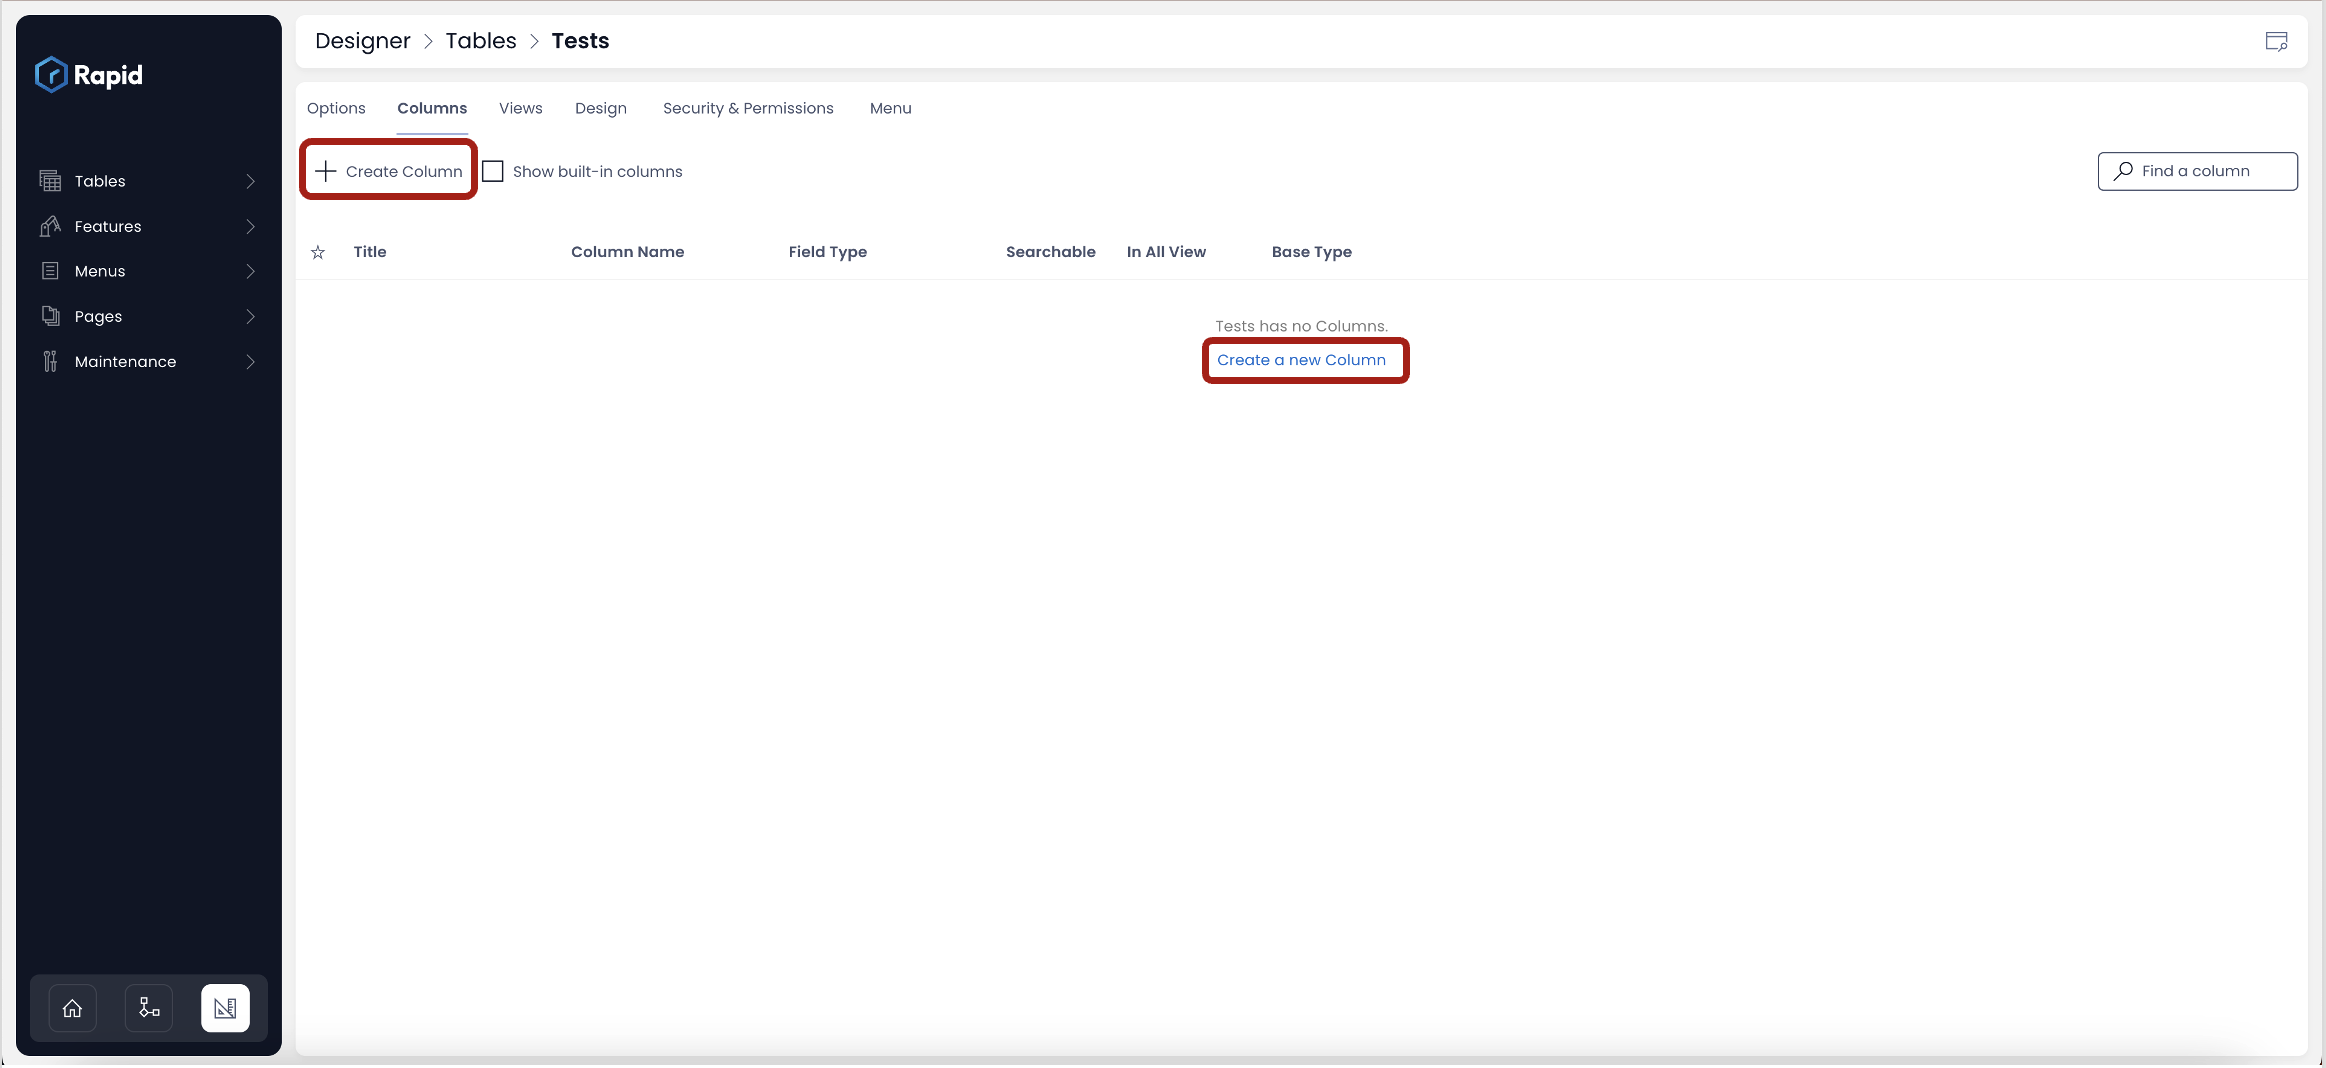 Rapid
Tables
Features
Menus
Pages
Maintenance
Designer > Tables > Tests
Options Columns Views Design Security & Permissions Menu
Create Column Show built-in columns Find a column
Title Column Name Field Type Searchable In All View Base Type
Tests has no Columns.
Create a new Column